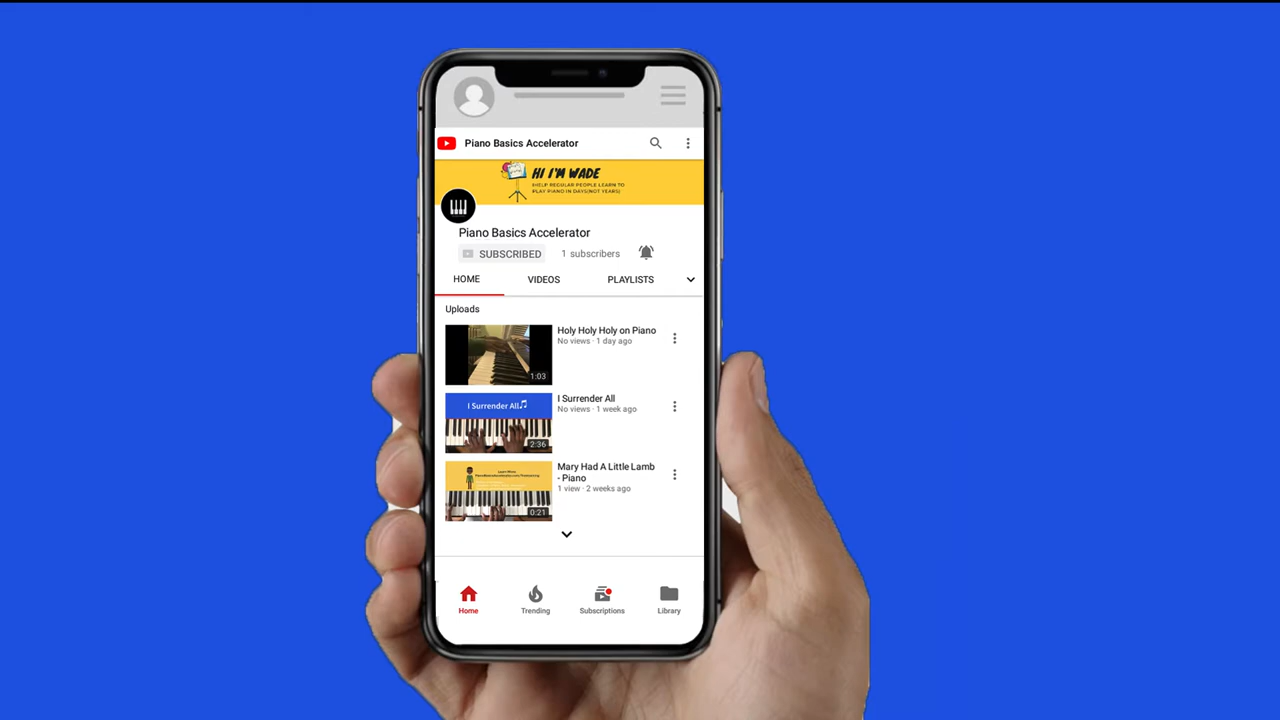 Piano Basics Accelerator
HI I'M WADE
I HELP REGULAR PEOPLE LEARN TO
PLAY PIANO IN DAYS (NOT YEARS)
Piano Basics Accelerator
SUBSCRIBED 1 subscribers
HOME VIDEOS PLAYLISTS
Uploads
Holy Holy Holy on Piano
No views · 1 day ago
1:03
I Surrender All
No views · 1 week ago
I Surrender All
2:36
Mary Had A Little Lamb
- Piano
1 view · 2 weeks ago
0:21
Home Trending Subscriptions Library